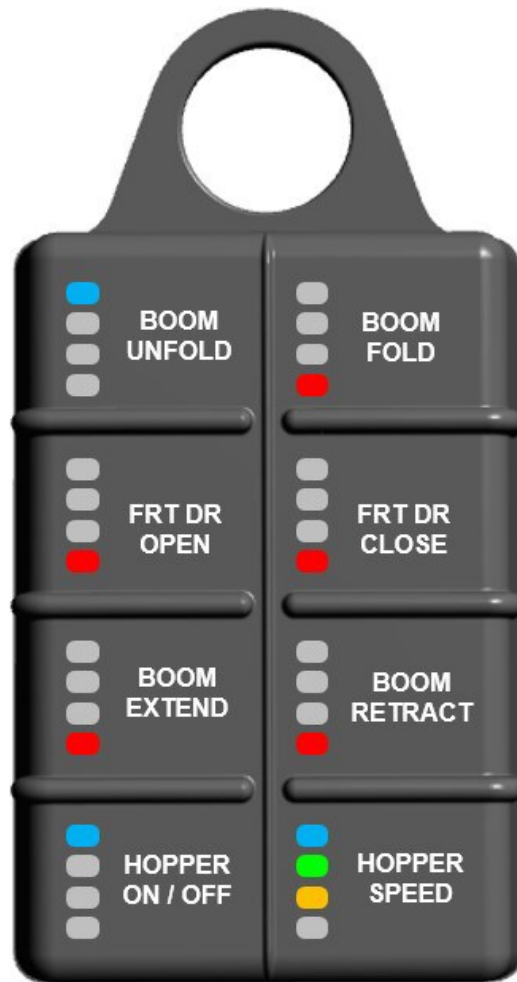 BOOM
UNFOLD
BOOM
FOLD
FRT DR
OPEN
FRT DR
CLOSE
BOOM
EXTEND
BOOM
RETRACT
HOPPER
ON / OFF
HOPPER
SPEED